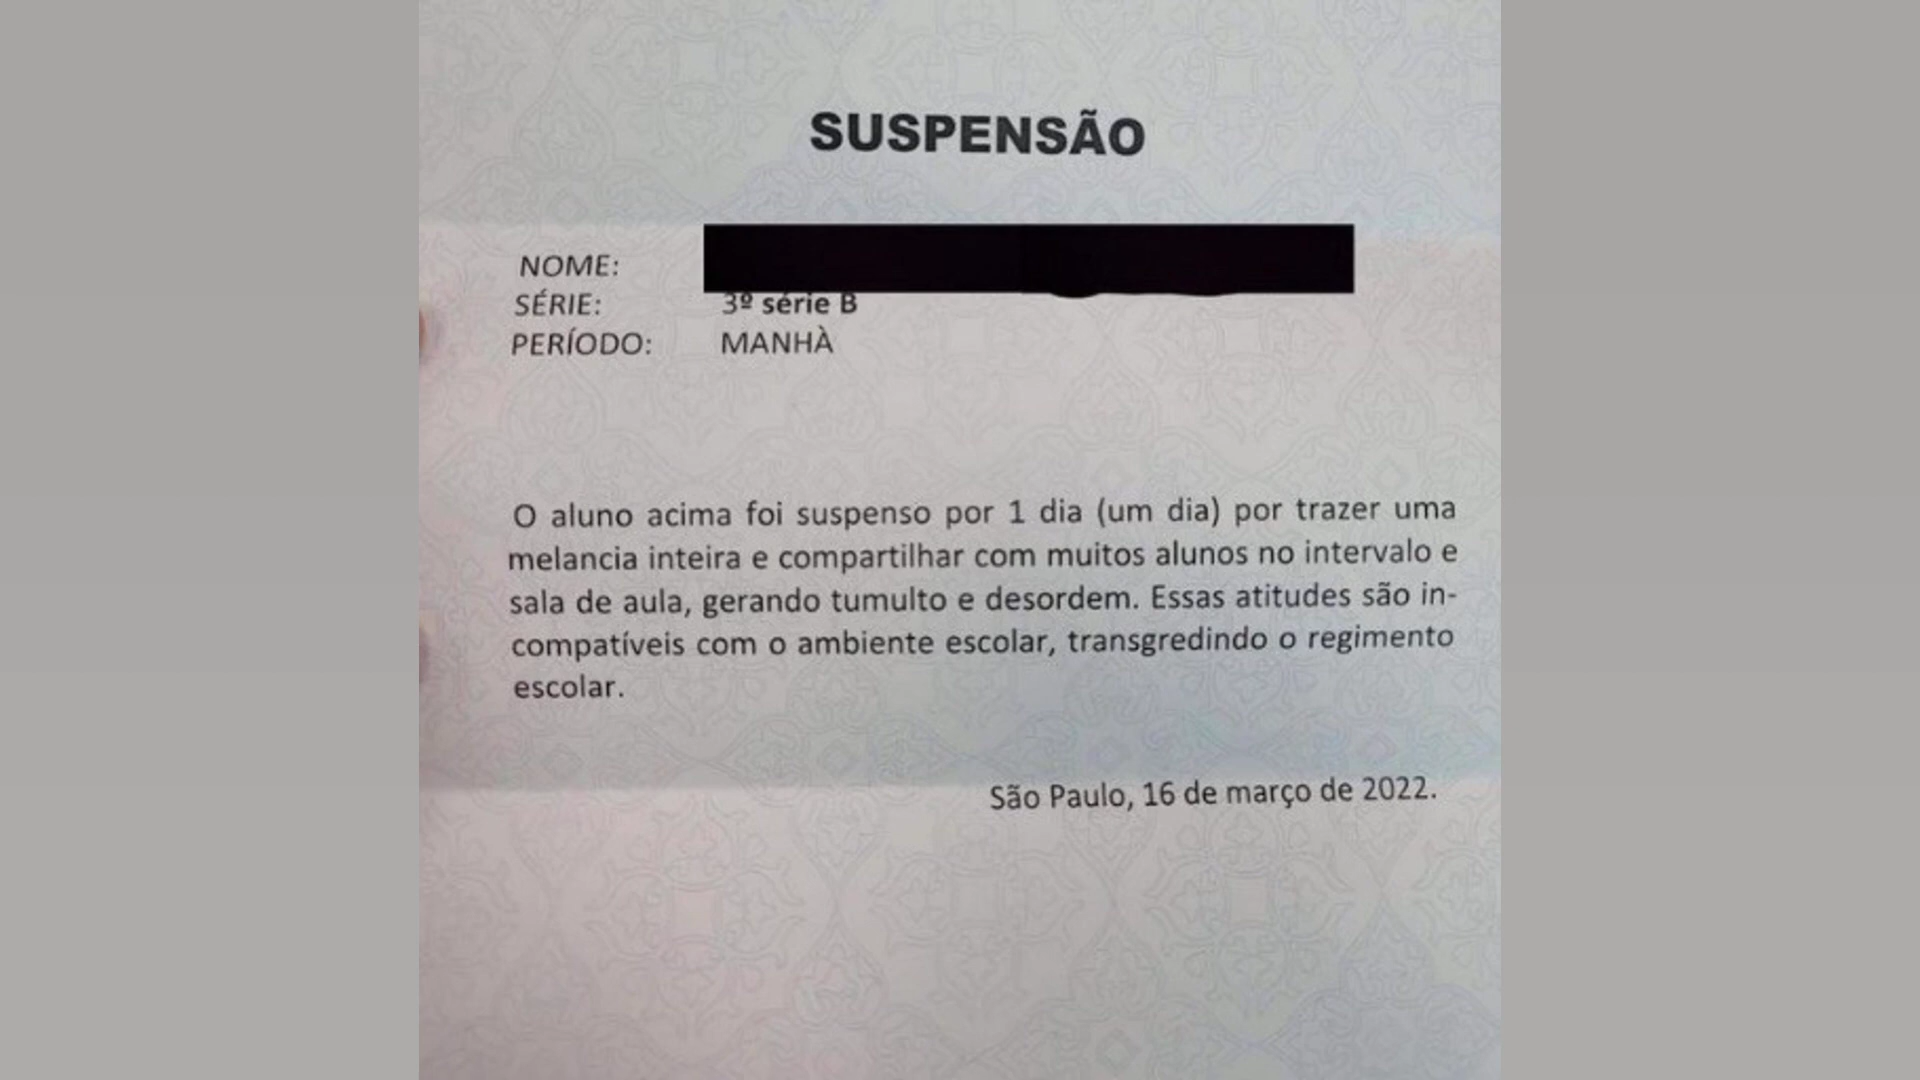 SUSPENSÃO
NOME:
SÉRIE: 3º série B
PERÍODO: MANHÀ
O aluno acima foi suspenso por 1 dia (um dia) por trazer uma
melancia inteira e compartilhar com muitos alunos no intervalo e
sala de aula, gerando tumulto e desordem. Essas atitudes são in-
compatíveis com o ambiente escolar, transgredindo o regimento
escolar.
São Paulo, 16 de março de 2022.